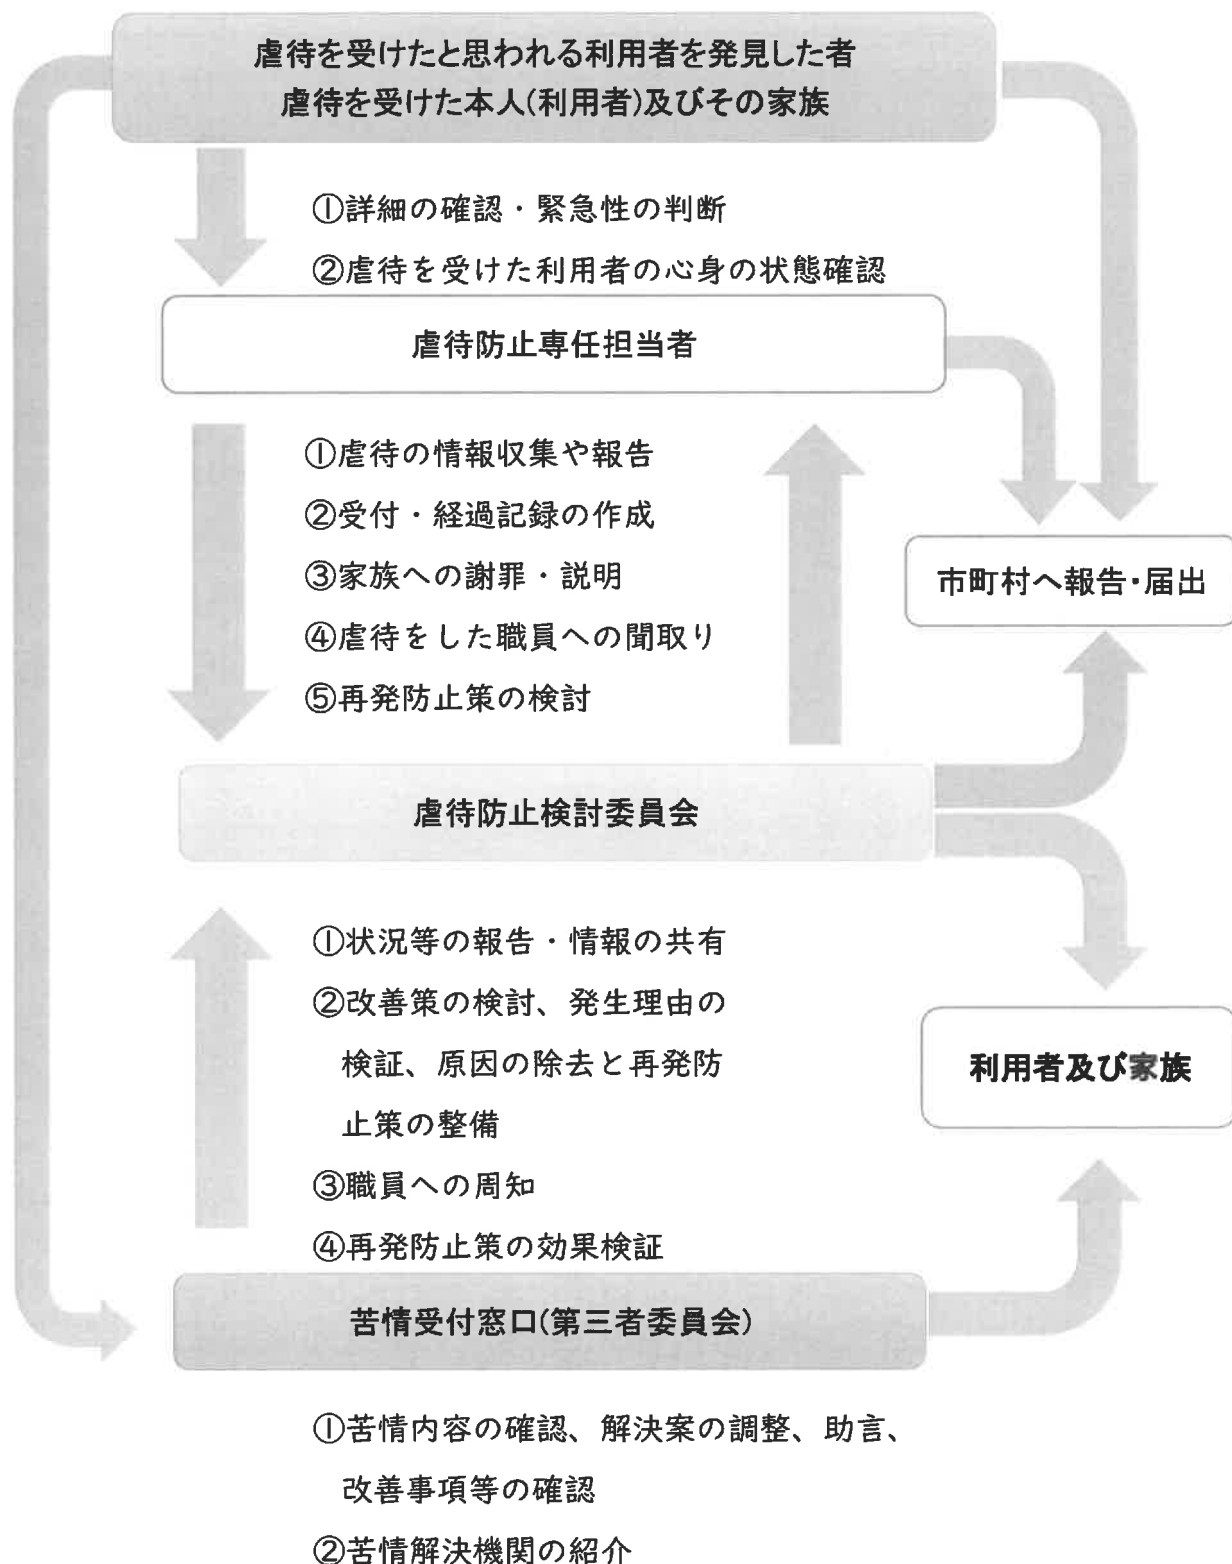 虐待を受けたと思われる利用者を発見した者
虐待を受けた本人(利用者)及びその家族
①詳細の確認・緊急性の判断
②虐待を受けた利用者の心身の状態確認
虐待防止専任担当者
①虐待の情報収集や報告
②受付・経過記録の作成
③家族への謝罪・説明
④虐待をした職員への聞取り
⑤再発防止策の検討
市町村へ報告・届出
虐待防止検討委員会
①状況等の報告・情報の共有
②改善策の検討、発生理由の
検証、原因の除去と再発防
止策の整備
③職員への周知
④再発防止策の効果検証
利用者及び家族
苦情受付窓口(第三者委員会)
①苦情内容の確認、解決案の調整、助言、
改善事項等の確認
②苦情解決機関の紹介